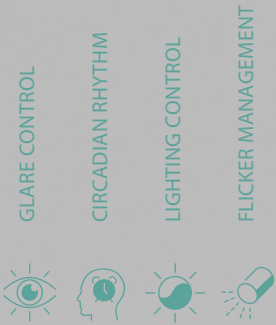 GLARE CONTROL
CIRCADIAN RHYTHM
LIGHTING CONTROL
FLICKER MANAGEMENT